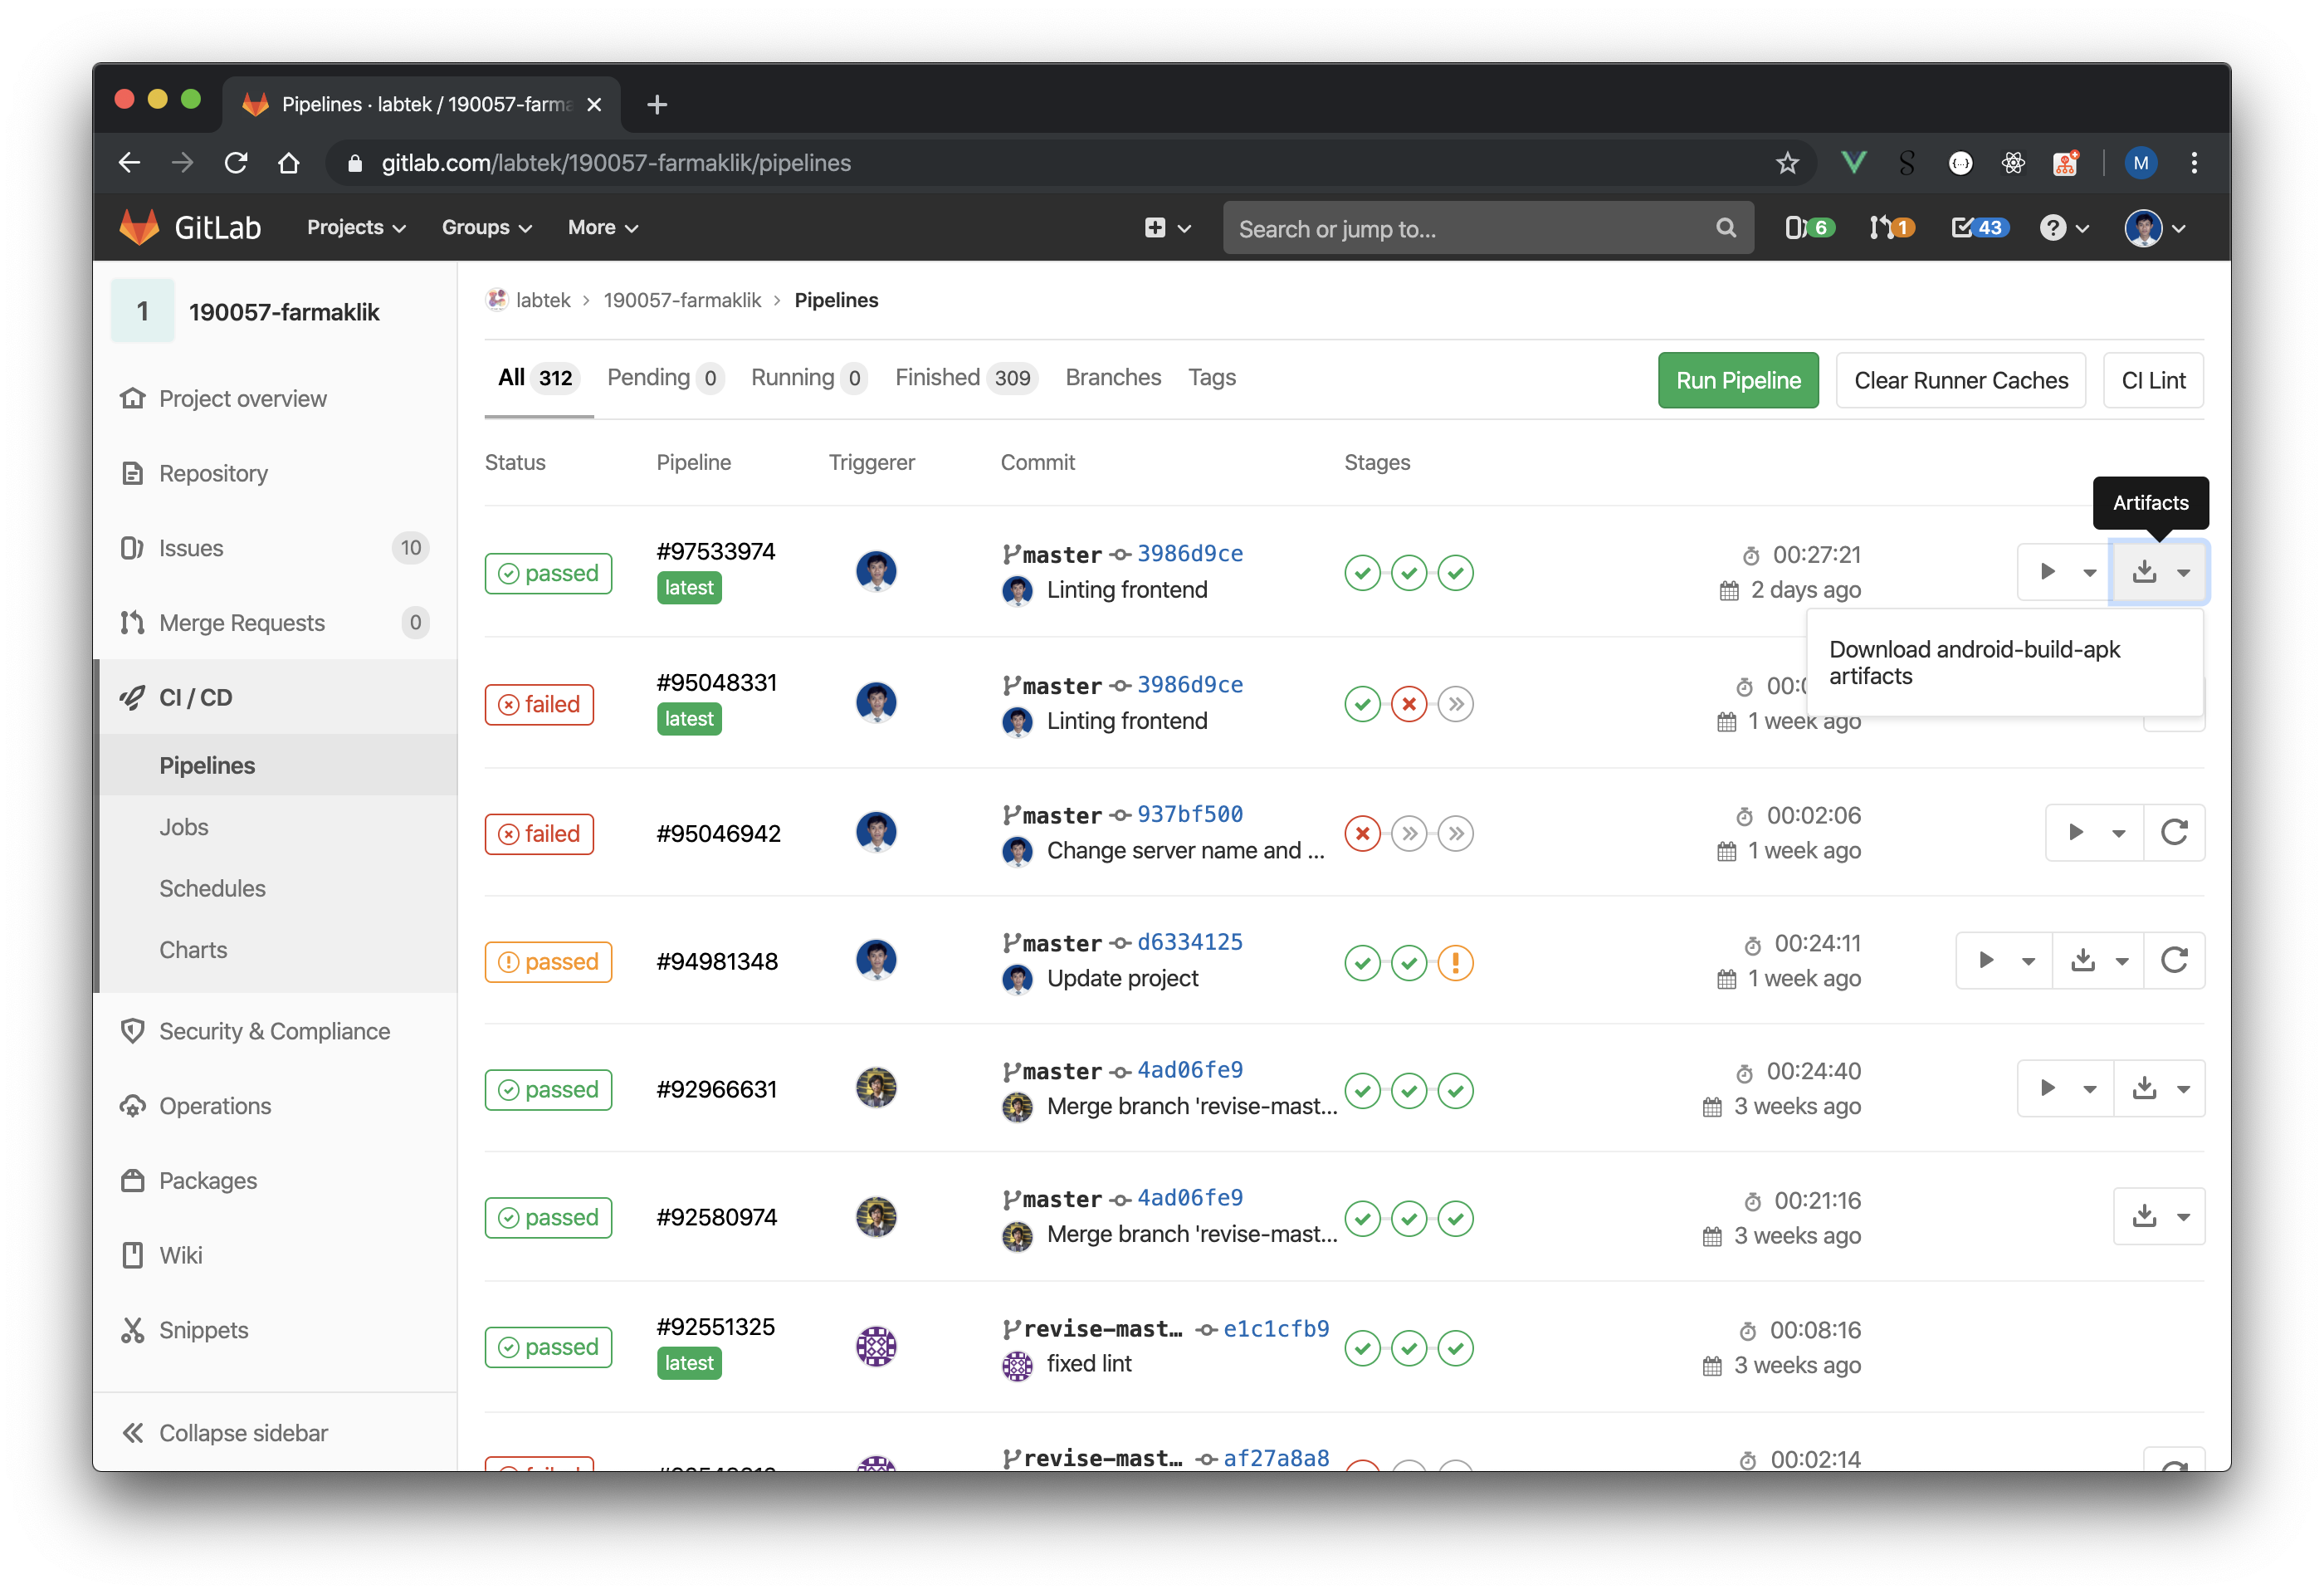 Pipelines · labtek / 190057-farma
gitlab.com/labtek/190057-farmaklik/pipelines
M
GitLab Projects Groups More Search or jump to... 6 1 43
1 190057-farmaklik
Project overview
Repository
Issues 10
Merge Requests 0
CI / CD
Pipelines
Jobs
Schedules
Charts
Security & Compliance
Operations
Packages
Wiki
Snippets
Collapse sidebar
labtek > 190057-farmaklik > Pipelines
All 312 Pending 0 Running 0 Finished 309 Branches Tags Run Pipeline Clear Runner Caches CI Lint
Status Pipeline Triggerer Commit Stages
Artifacts
passed #97533974 latest master 3986d9ce 00:27:21
Linting frontend 2 days ago
Download android-build-apk
artifacts
failed #95048331 latest master 3986d9ce
Linting frontend 1 week ago
failed #95046942 master 937bf500 00:02:06
Change server name and ... 1 week ago
passed #94981348 master d6334125 00:24:11
Update project 1 week ago
passed #92966631 master 4ad06fe9 00:24:40
Merge branch 'revise-mast... 3 weeks ago
passed #92580974 master 4ad06fe9 00:21:16
Merge branch 'revise-mast... 3 weeks ago
passed #92551325 latest revise-mast... e1c1cfb9 00:08:16
fixed lint 3 weeks ago
revise-mast... af27a8a8 00:02:14